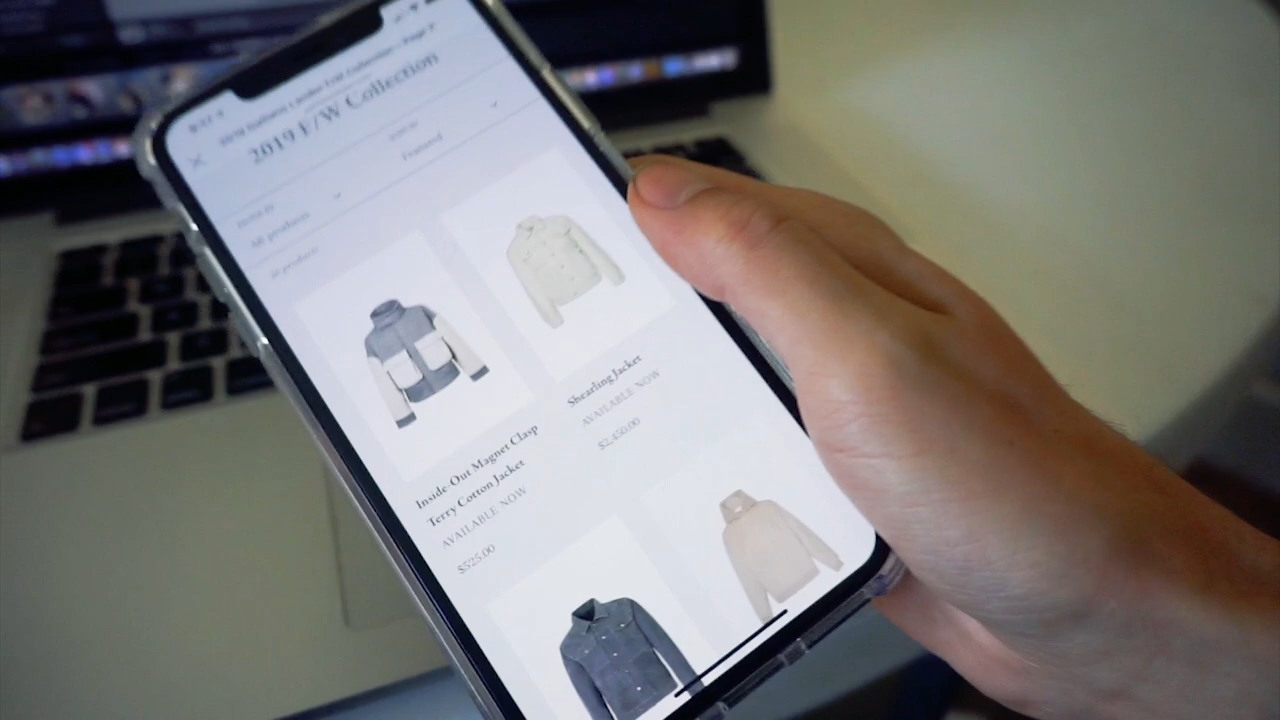 2019 F/W Collection
Featured
All products
Shearling Jacket
AVAILABLE NOW
$2,450.00
Inside-Out Magnet Clasp
Terry Cotton Jacket
AVAILABLE NOW
$525.00